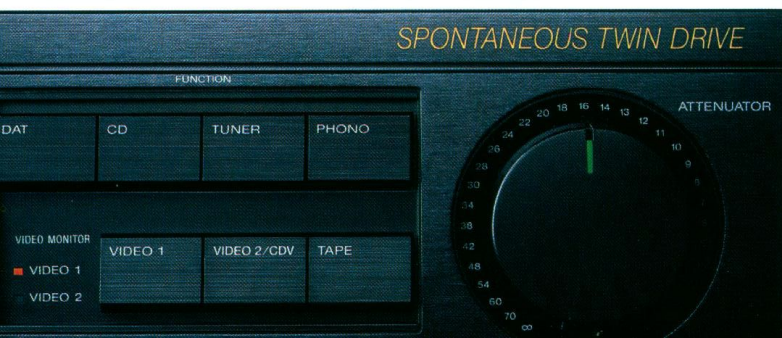 SPONTANEOUS TWIN DRIVE
FUNCTION
DAT CD TUNER PHONO
ATTENUATOR
VIDEO MONITOR
VIDEO 1
VIDEO 2
VIDEO 1 VIDEO 2/CDV TAPE
∞ 70 60 54 48 42 38 34 30 28 26 24 22 20 18 16 14 13 12 11 10 9